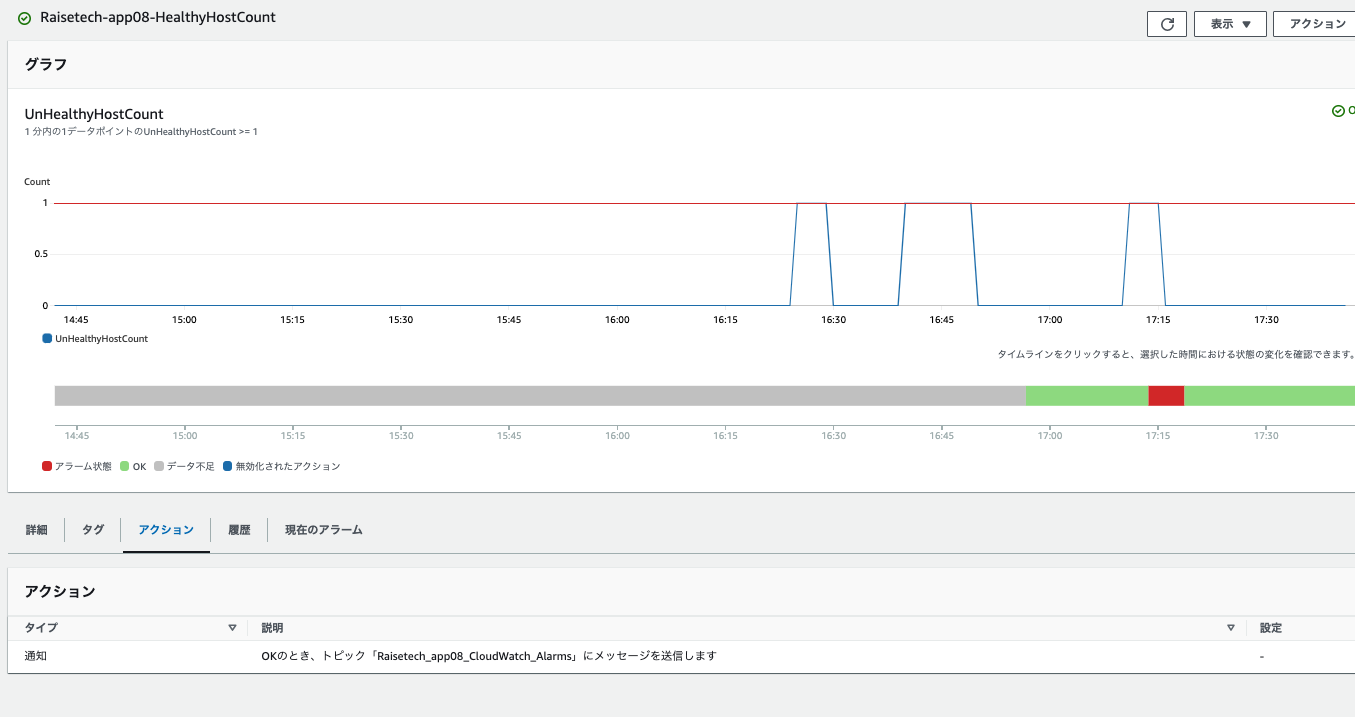 Raisetech-app08-HealthyHostCount
表示 ▼
アクション
グラフ
UnHealthyHostCount
O
1 分内の1データポイントのUnHealthyHostCount >= 1
Count
1
0.5
0
14:45 15:00 15:15 15:30 15:45 16:00 16:15 16:30 16:45 17:00 17:15 17:30
UnHealthyHostCount
タイムラインをクリックすると、選択した時間における状態の変化を確認できます。
14:45 15:00 15:15 15:30 15:45 16:00 16:15 16:30 16:45 17:00 17:15 17:30
アラーム状態 OK データ不足 無効化されたアクション
詳細 タグ アクション 履歴 現在のアラーム
アクション
タイプ 説明 設定
通知 OKのとき、トピック「Raisetech_app08_CloudWatch_Alarms」にメッセージを送信します -